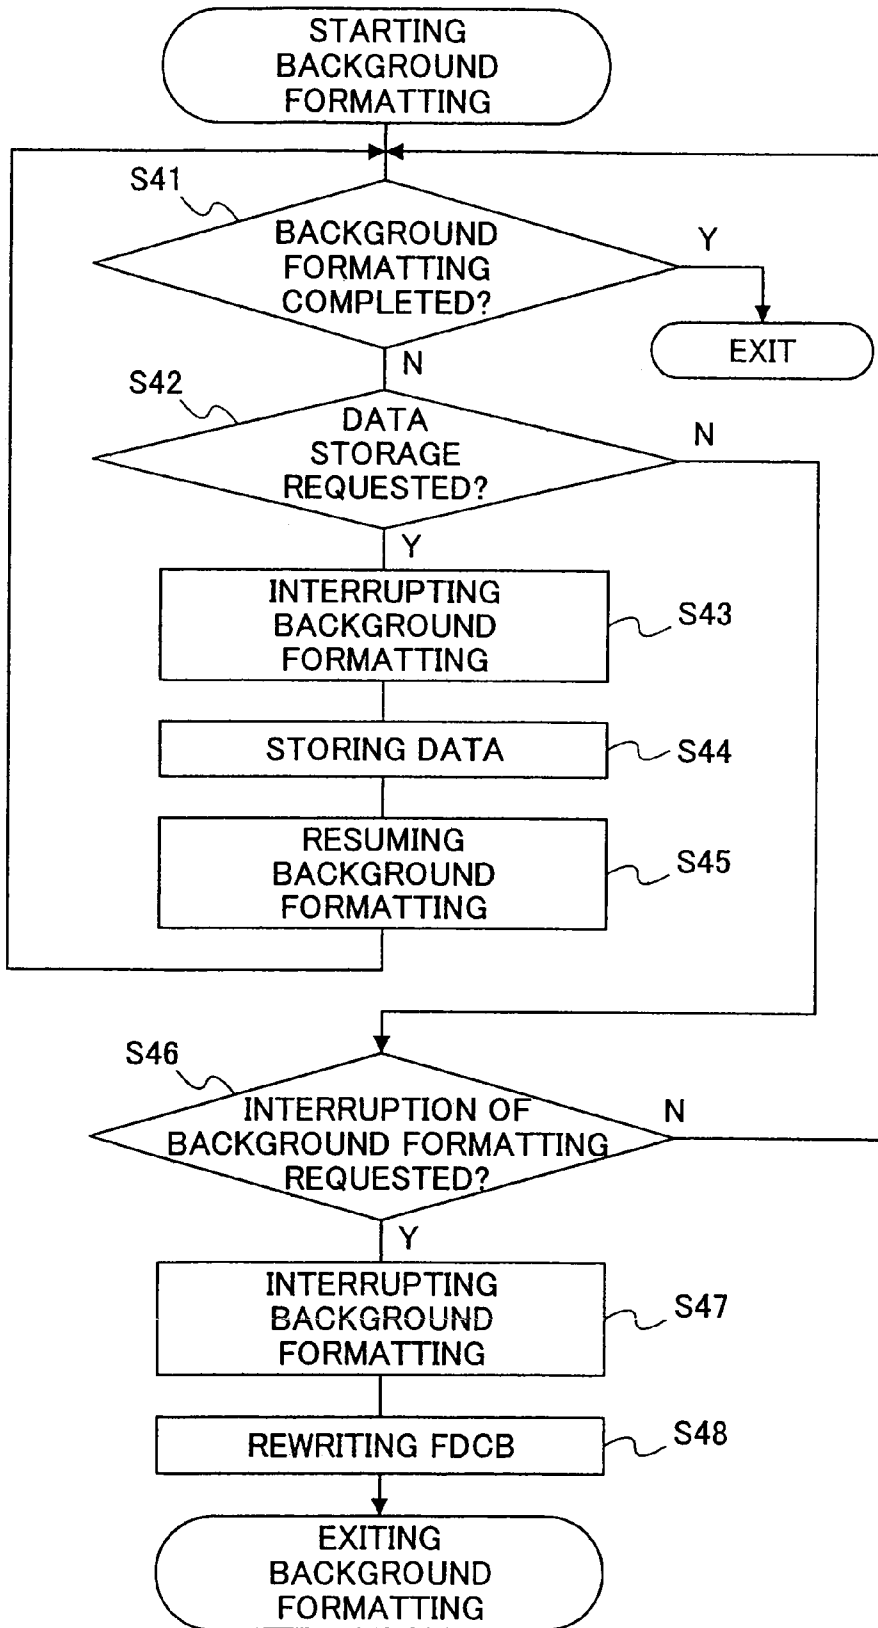 STARTING
BACKGROUND
FORMATTING
S41
BACKGROUND
FORMATTING
COMPLETED?
Y
EXIT
N
S42
DATA
STORAGE
REQUESTED?
N
Y
INTERRUPTING
BACKGROUND
FORMATTING
S43
STORING DATA
S44
RESUMING
BACKGROUND
FORMATTING
S45
S46
INTERRUPTION OF
BACKGROUND FORMATTING
REQUESTED?
N
Y
INTERRUPTING
BACKGROUND
FORMATTING
S47
REWRITING FDCB
S48
EXITING
BACKGROUND
FORMATTING